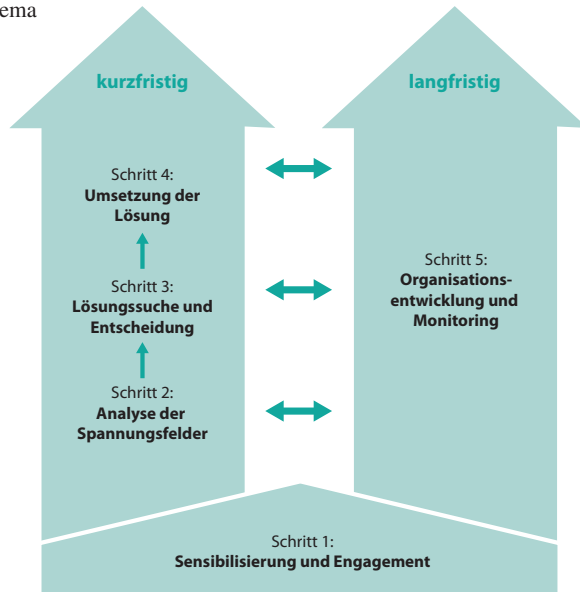 ema
kurzfristig
langfristig
Schritt 4:
Umsetzung der
Lösung
Schritt 3:
Lösungssuche und
Entscheidung
Schritt 2:
Analyse der
Spannungsfelder
Schritt 5:
Organisations-
entwicklung und
Monitoring
Schritt 1:
Sensibilisierung und Engagement